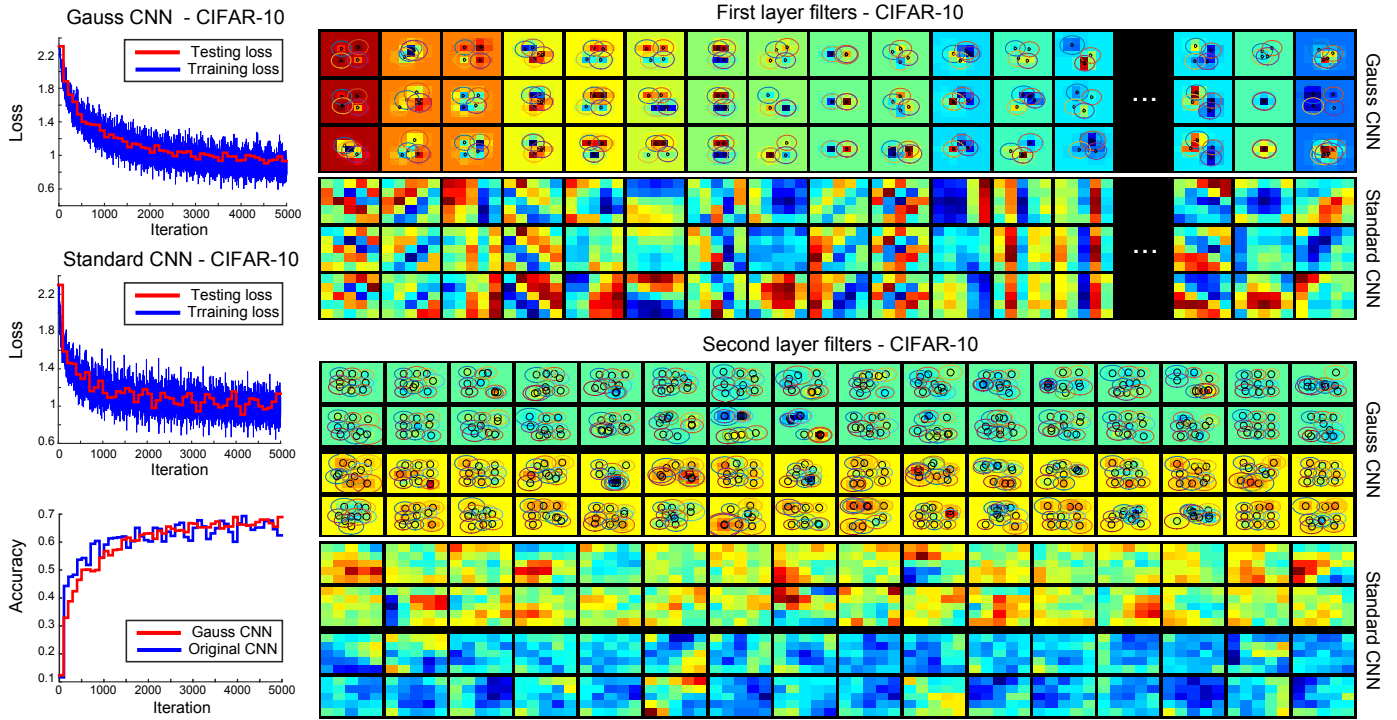 Gauss CNN - CIFAR-10
Loss
2.2
1.8
1.4
1
0.6
Testing loss
Trraining loss
0
1000
2000
3000
4000
5000
Iteration
Standard CNN - CIFAR-10
Loss
2.2
1.8
1.4
1
0.6
Testing loss
Trraining loss
0
1000
2000
3000
4000
5000
Iteration
Accuracy
0.7
0.6
0.5
0.4
0.3
0.2
0.1
Gauss CNN
Original CNN
0
1000
2000
3000
4000
5000
Iteration
First layer filters - CIFAR-10
...
Gauss CNN
...
Standard CNN
Second layer filters - CIFAR-10
Gauss CNN
Standard CNN